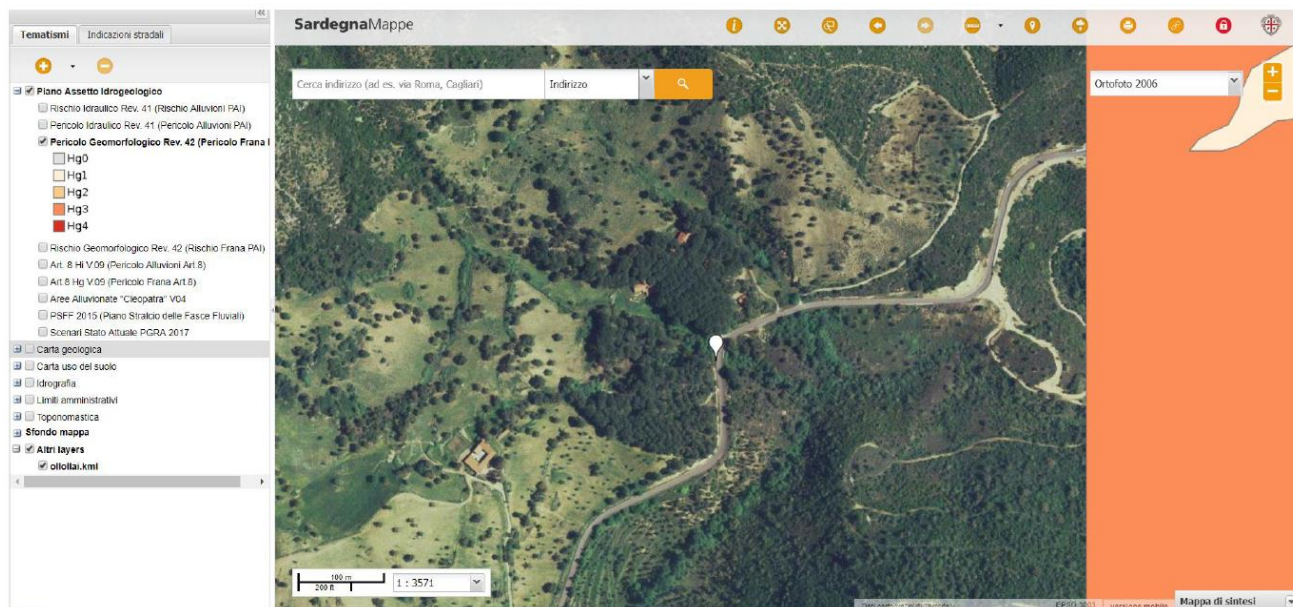 Tematismi
Indicazioni stradali
Piano Assetto Idrogeologico
Rischio Idraulico Rev. 41 (Rischio Alluvioni PAI)
Pericolo Idraulico Rev. 41 (Pericolo Alluvioni PAI)
Pericolo Geomorfologico Rev. 42 (Pericolo Frana
Hg0
Hg1
Hg2
Hg3
Hg4
Rischio Geomorfologico Rev. 42 (Rischio Frana PAI)
Art. 8 Hi V.09 (Pericolo Alluvioni Art.8)
Art.8 Hg V.09 (Pericolo Frana Art.8)
Aree Alluvionate "Cleopatra" V04
PSFF 2015 (Piano Stralcio delle Fasce Fluviali)
Scenari Stato Attuale PGRA 2017
Carta geologica
Carta uso del suolo
Idrografia
Limiti amministrativi
Toponomastica
Sfondo mappa
Altri layers
ollollai.kml
SardegnaMappe
Cerca indirizzo (ad es. via Roma, Cagliari)
Indirizzo
Ortofoto 2006
100 m
200 ft
1 : 3571
versione mobile
Mappa di sintesi